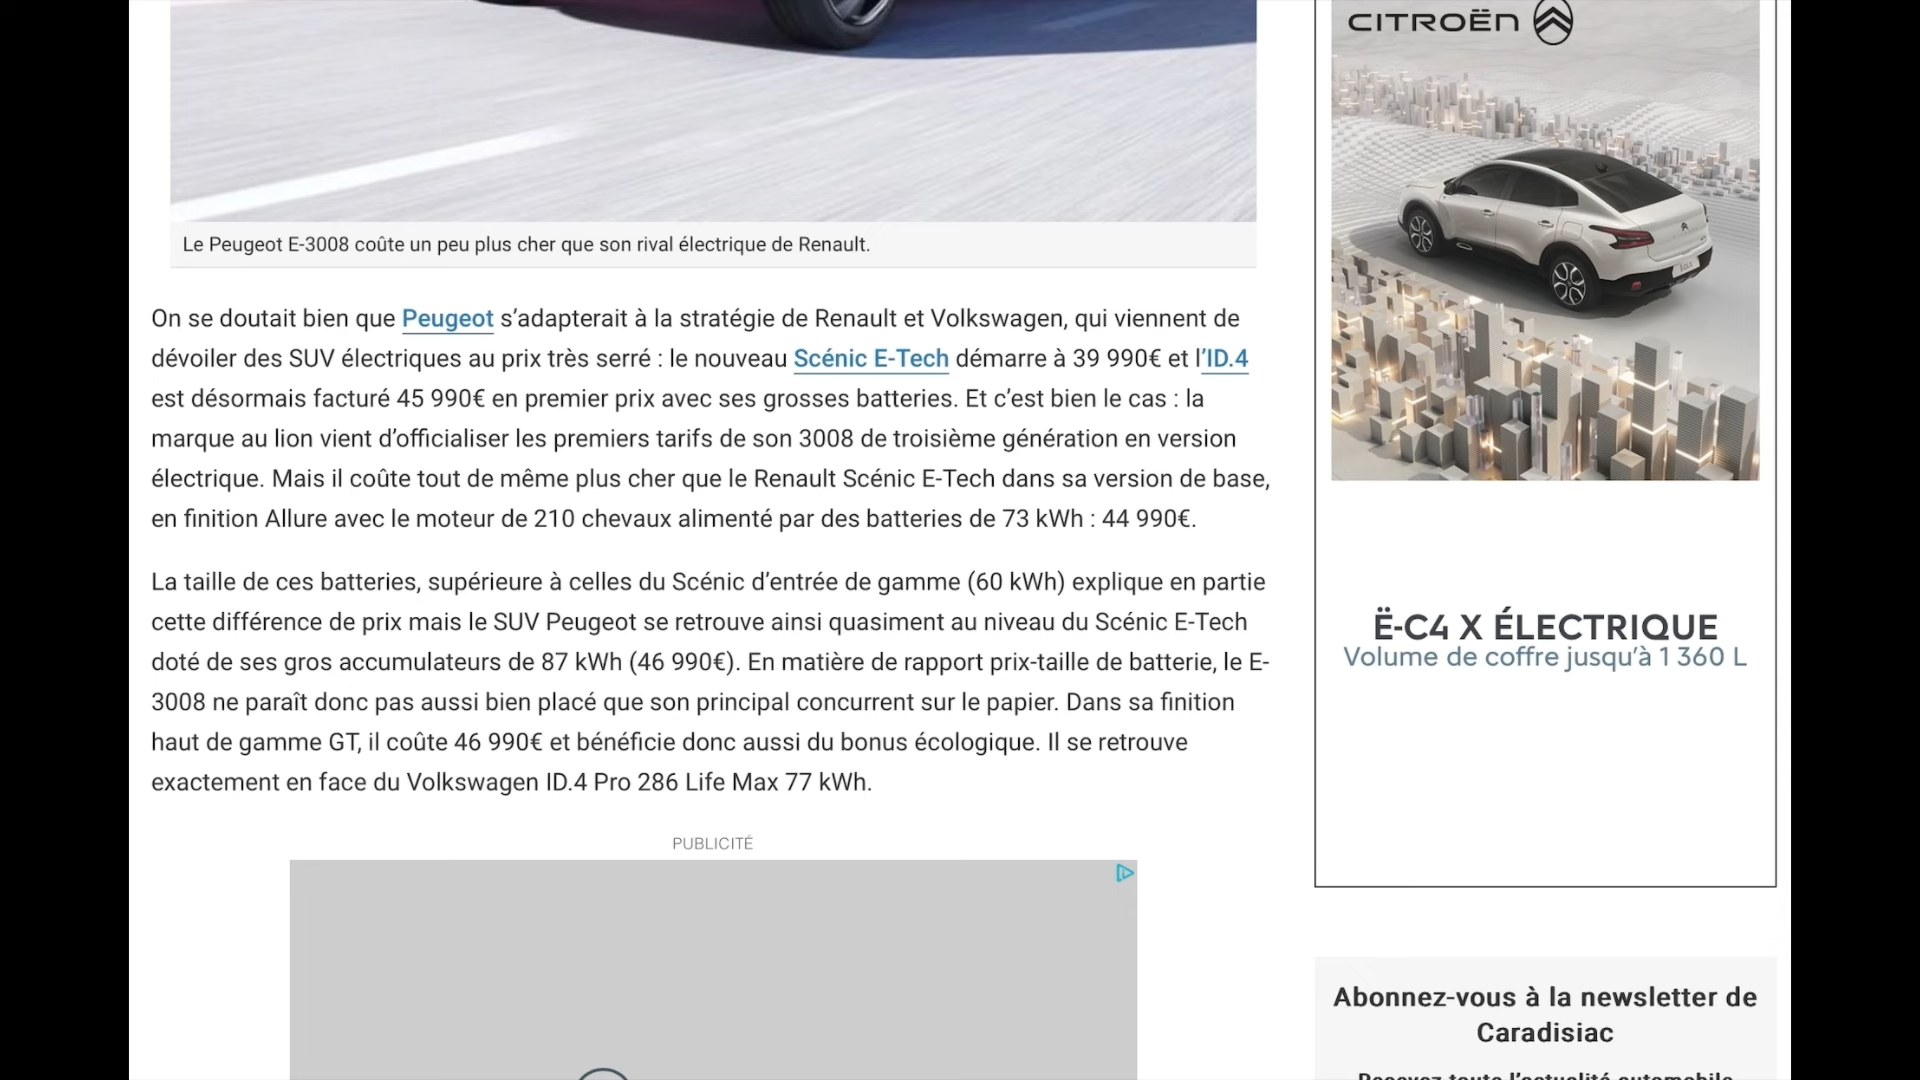 Le Peugeot E-3008 coûte un peu plus cher que son rival électrique de Renault.
On se doutait bien que Peugeot s’adapterait à la stratégie de Renault et Volkswagen, qui viennent de
dévoiler des SUV électriques au prix très serré : le nouveau Scénic E-Tech démarre à 39 990€ et l’ID.4
est désormais facturé 45 990€ en premier prix avec ses grosses batteries. Et c’est bien le cas : la
marque au lion vient d’officialiser les premiers tarifs de son 3008 de troisième génération en version
électrique. Mais il coûte tout de même plus cher que le Renault Scénic E-Tech dans sa version de base,
en finition Allure avec le moteur de 210 chevaux alimenté par des batteries de 73 kWh : 44 990€.
La taille de ces batteries, supérieure à celles du Scénic d’entrée de gamme (60 kWh) explique en partie
cette différence de prix mais le SUV Peugeot se retrouve ainsi quasiment au niveau du Scénic E-Tech
doté de ses gros accumulateurs de 87 kWh (46 990€). En matière de rapport prix-taille de batterie, le E-
3008 ne paraît donc pas aussi bien placé que son principal concurrent sur le papier. Dans sa finition
haut de gamme GT, il coûte 46 990€ et bénéficie donc aussi du bonus écologique. Il se retrouve
exactement en face du Volkswagen ID.4 Pro 286 Life Max 77 kWh.
PUBLICITÉ
CITROËN
Ë-C4 X ÉLECTRIQUE
Volume de coffre jusqu’à 1 360 L
Abonnez-vous à la newsletter de
Caradisiac
Recevez toute l’actualité automobile